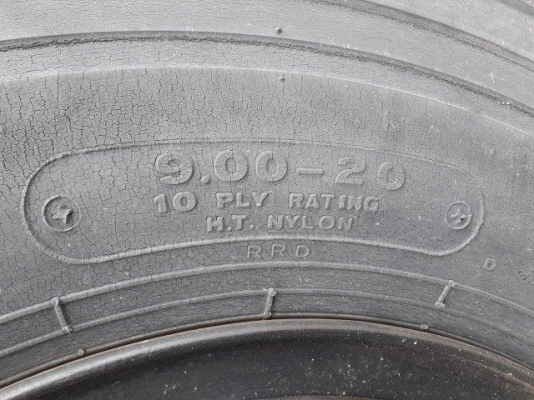 9.00-20
10 PLY RATING
H.T. NYLON
RRD
D